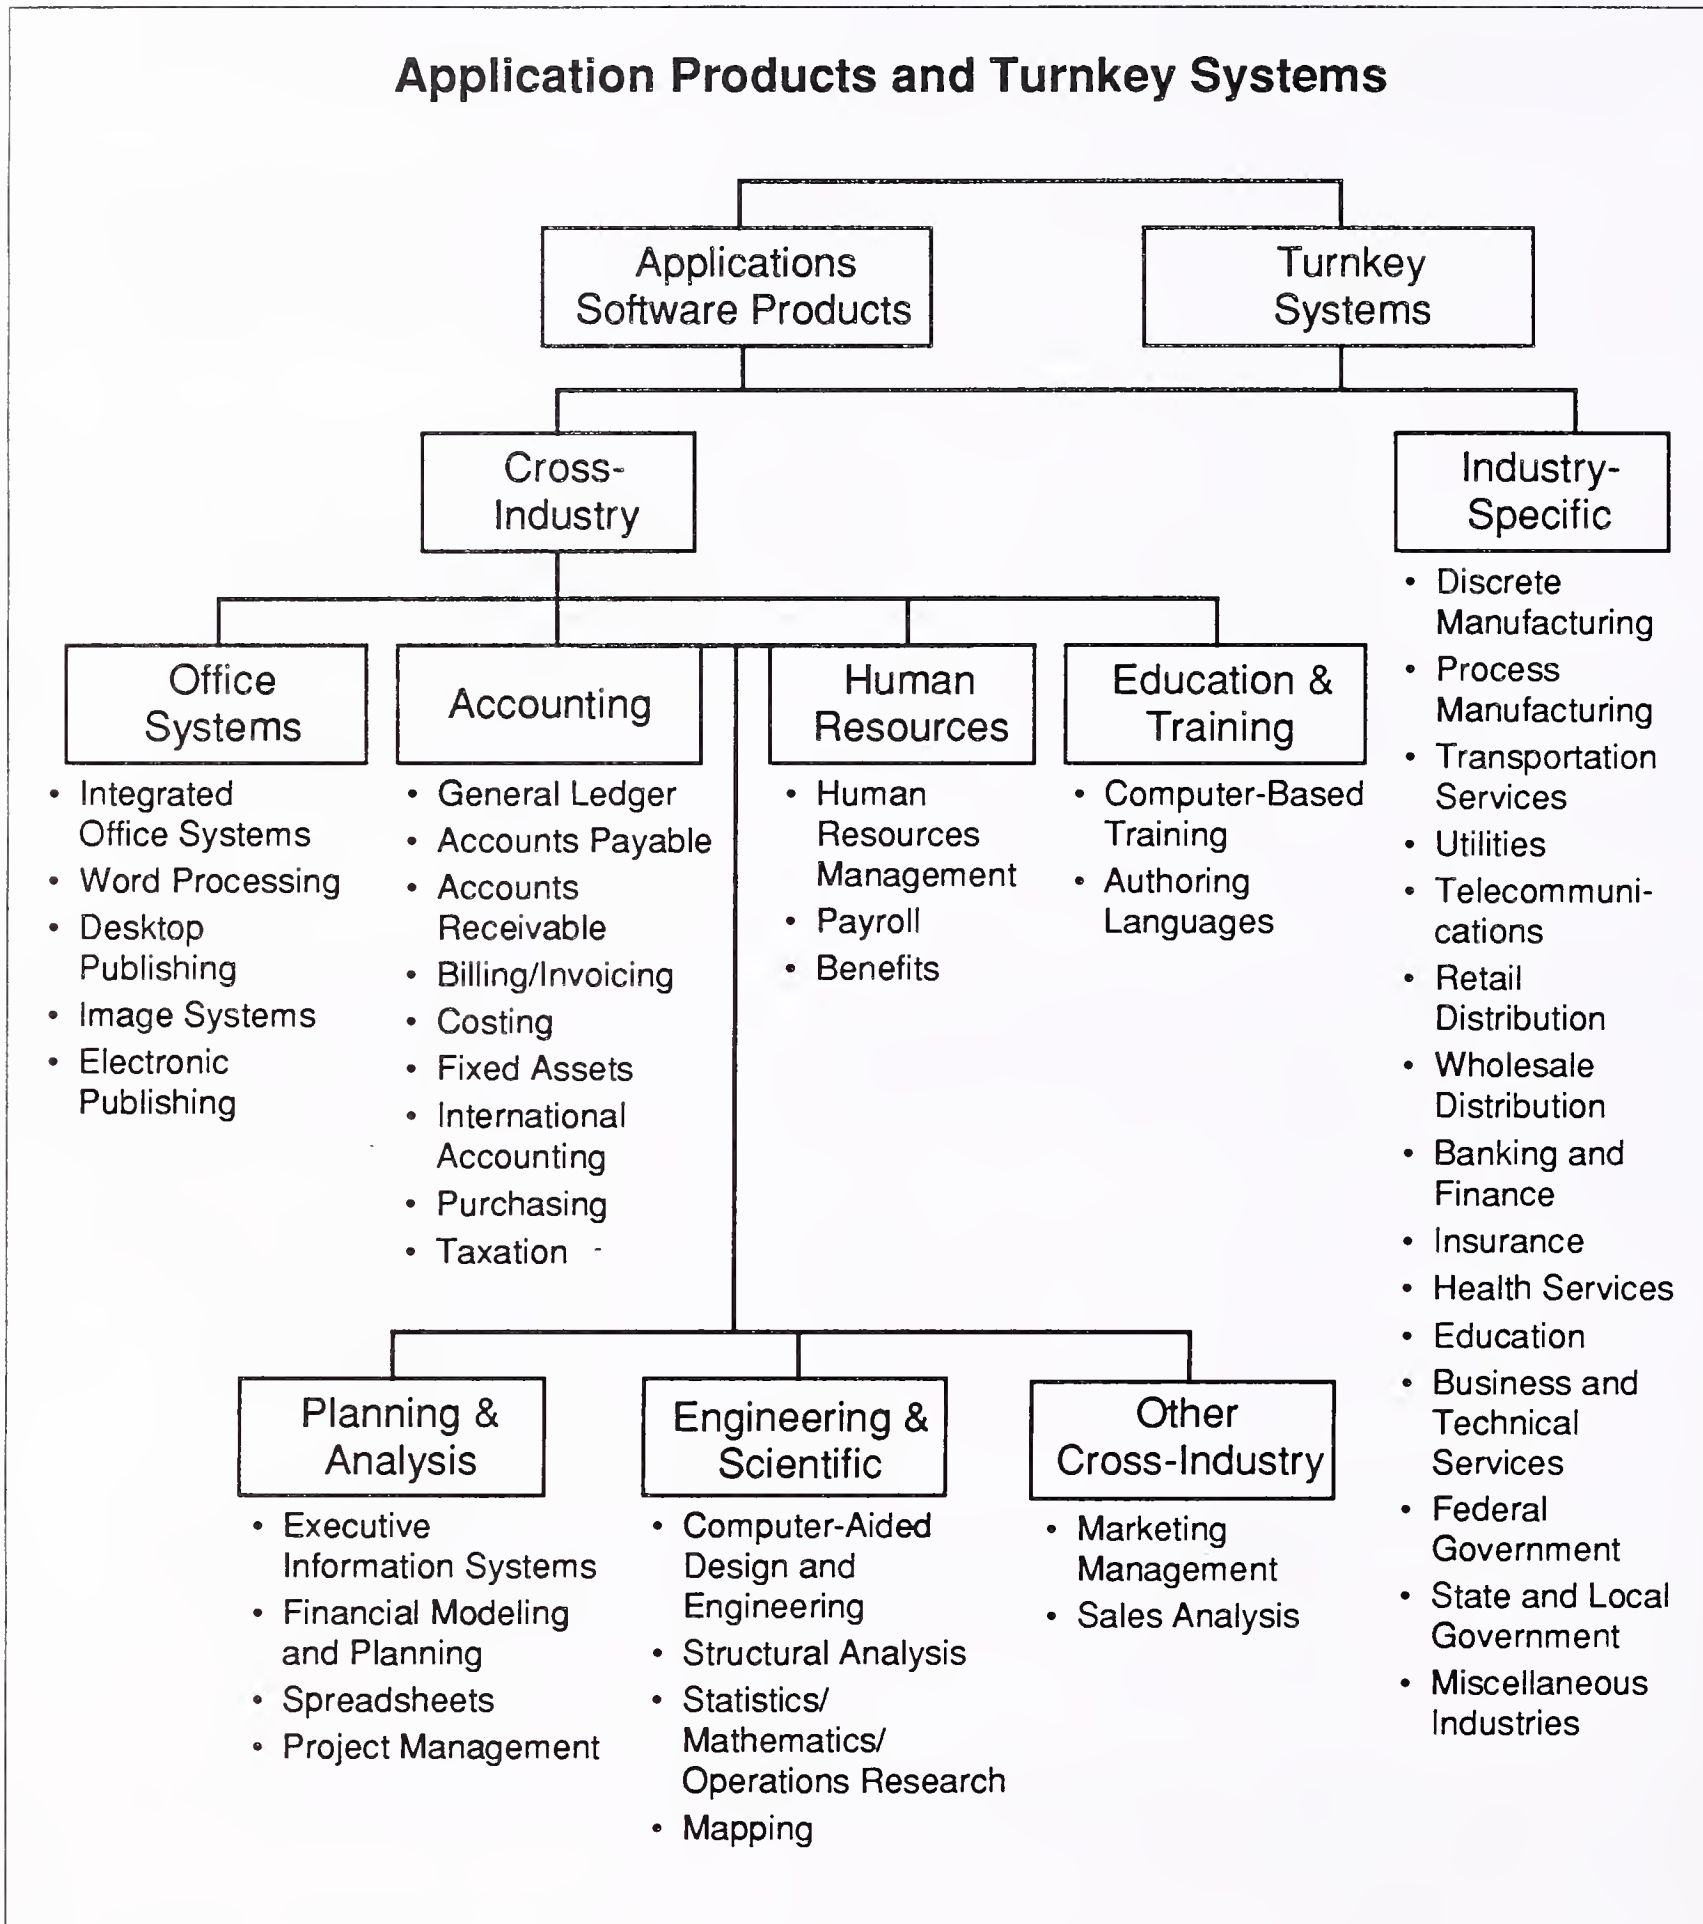 Application Products and Turnkey Systems
Applications
Software Products
Turnkey
Systems
Cross-
Industry
Industry-
Specific
• Discrete
Manufacturing
• Process
Manufacturing
• Transportation
Services
• Utilities
• Telecommuni-
cations
• Retail
Distribution
• Wholesale
Distribution
• Banking and
Finance
• Insurance
• Health Services
• Education
• Business and
Technical
Services
• Federal
Government
• State and Local
Government
• Miscellaneous
Industries
Office
Systems
• Integrated
Office Systems
• Word Processing
• Desktop
Publishing
• Image Systems
• Electronic
Publishing
Accounting
• General Ledger
• Accounts Payable
• Accounts
Receivable
• Billing/Invoicing
• Costing
• Fixed Assets
• International
Accounting
• Purchasing
• Taxation
Human
Resources
• Human
Resources
Management
• Payroll
• Benefits
Education &
Training
• Computer-Based
Training
• Authoring
Languages
Planning &
Analysis
• Executive
Information Systems
• Financial Modeling
and Planning
• Spreadsheets
• Project Management
Engineering &
Scientific
• Computer-Aided
Design and
Engineering
• Structural Analysis
• Statistics/
Mathematics/
Operations Research
• Mapping
Other
Cross-Industry
• Marketing
Management
• Sales Analysis